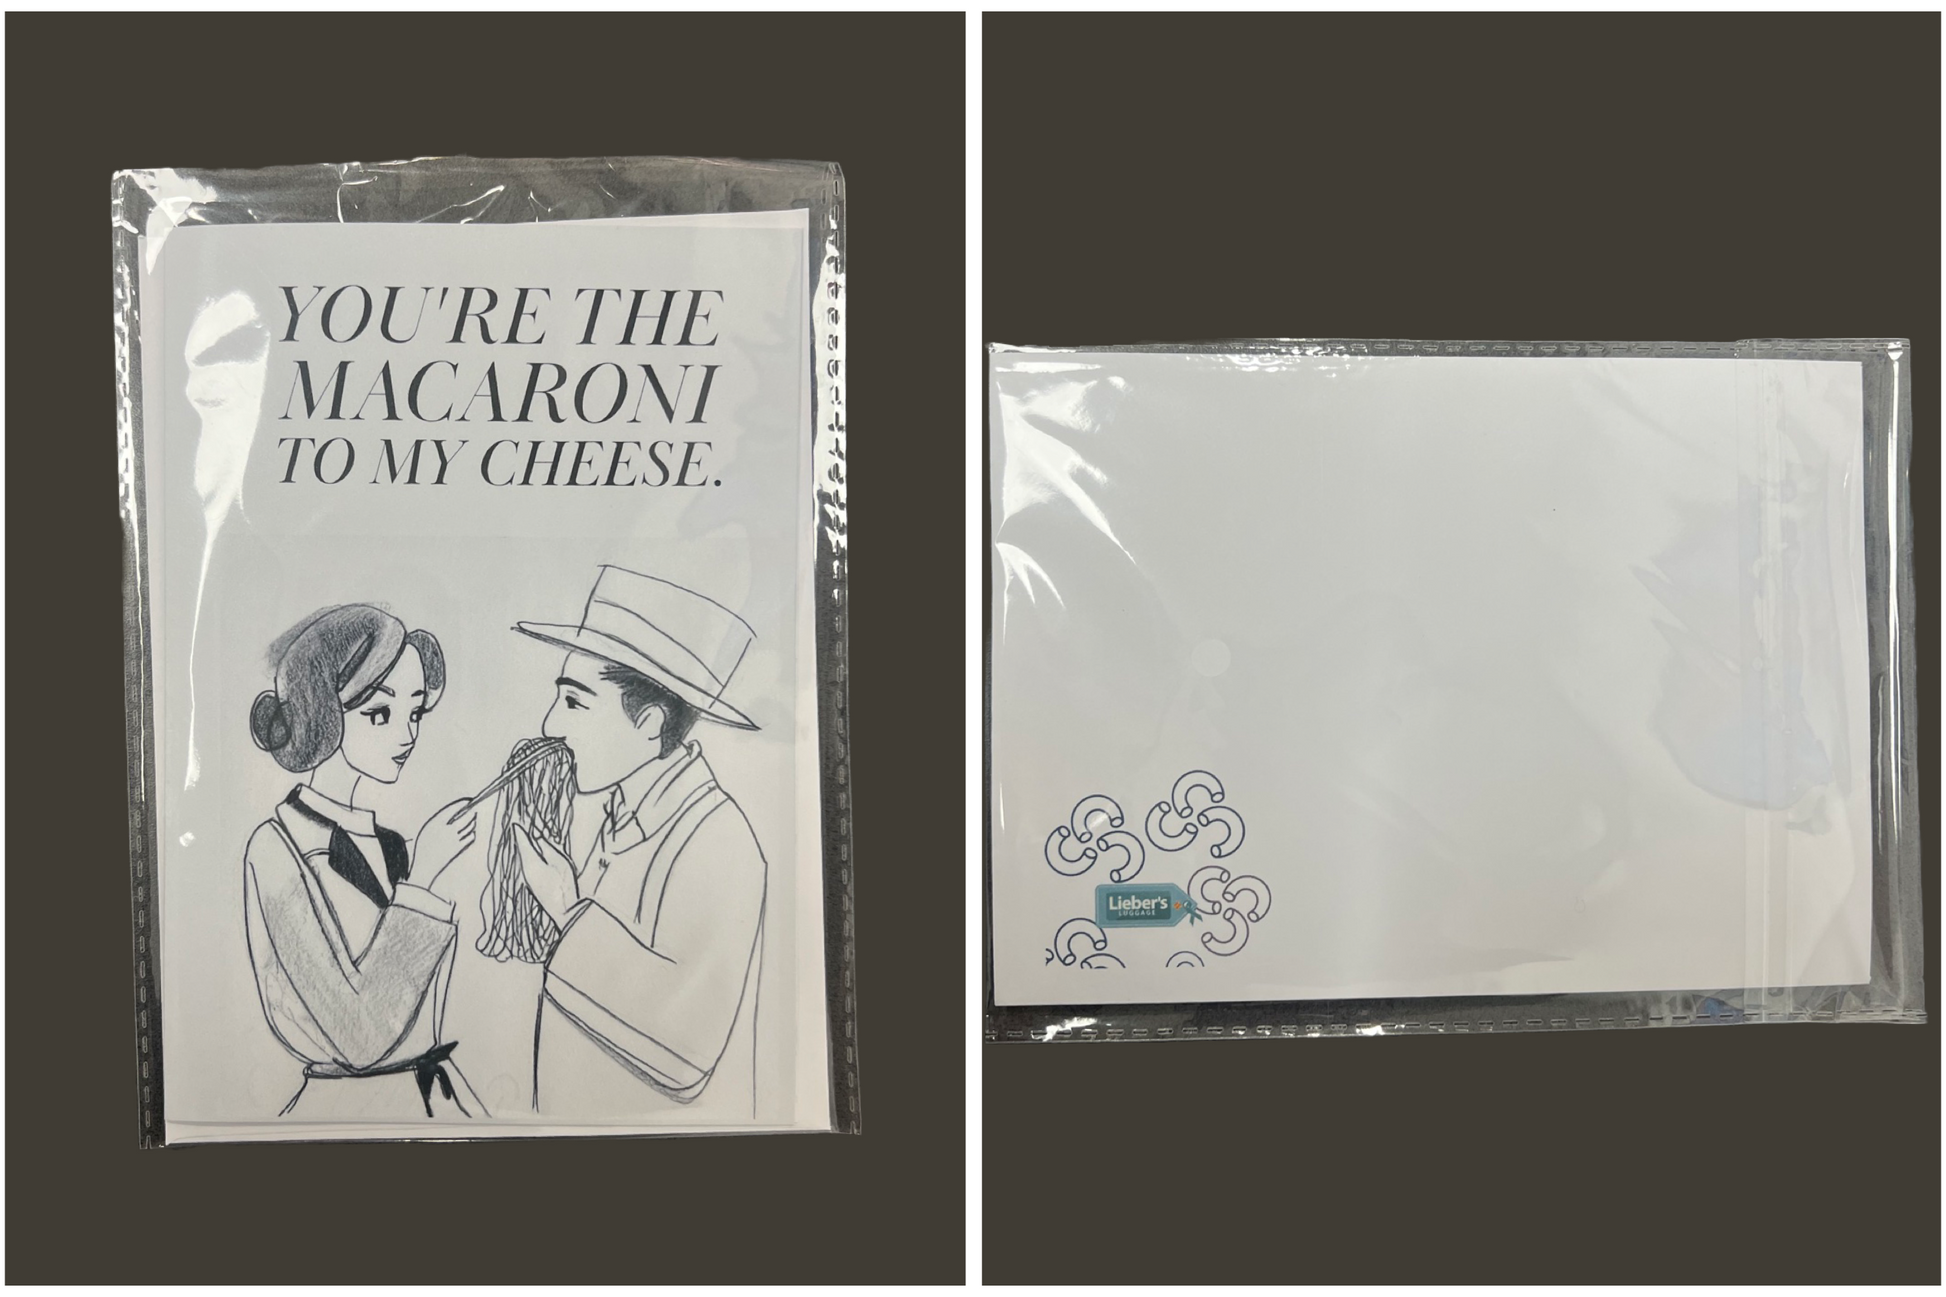 YOU'RE THE
MACARONI
TO MY CHEESE.
Lieber's
LUGGAGE